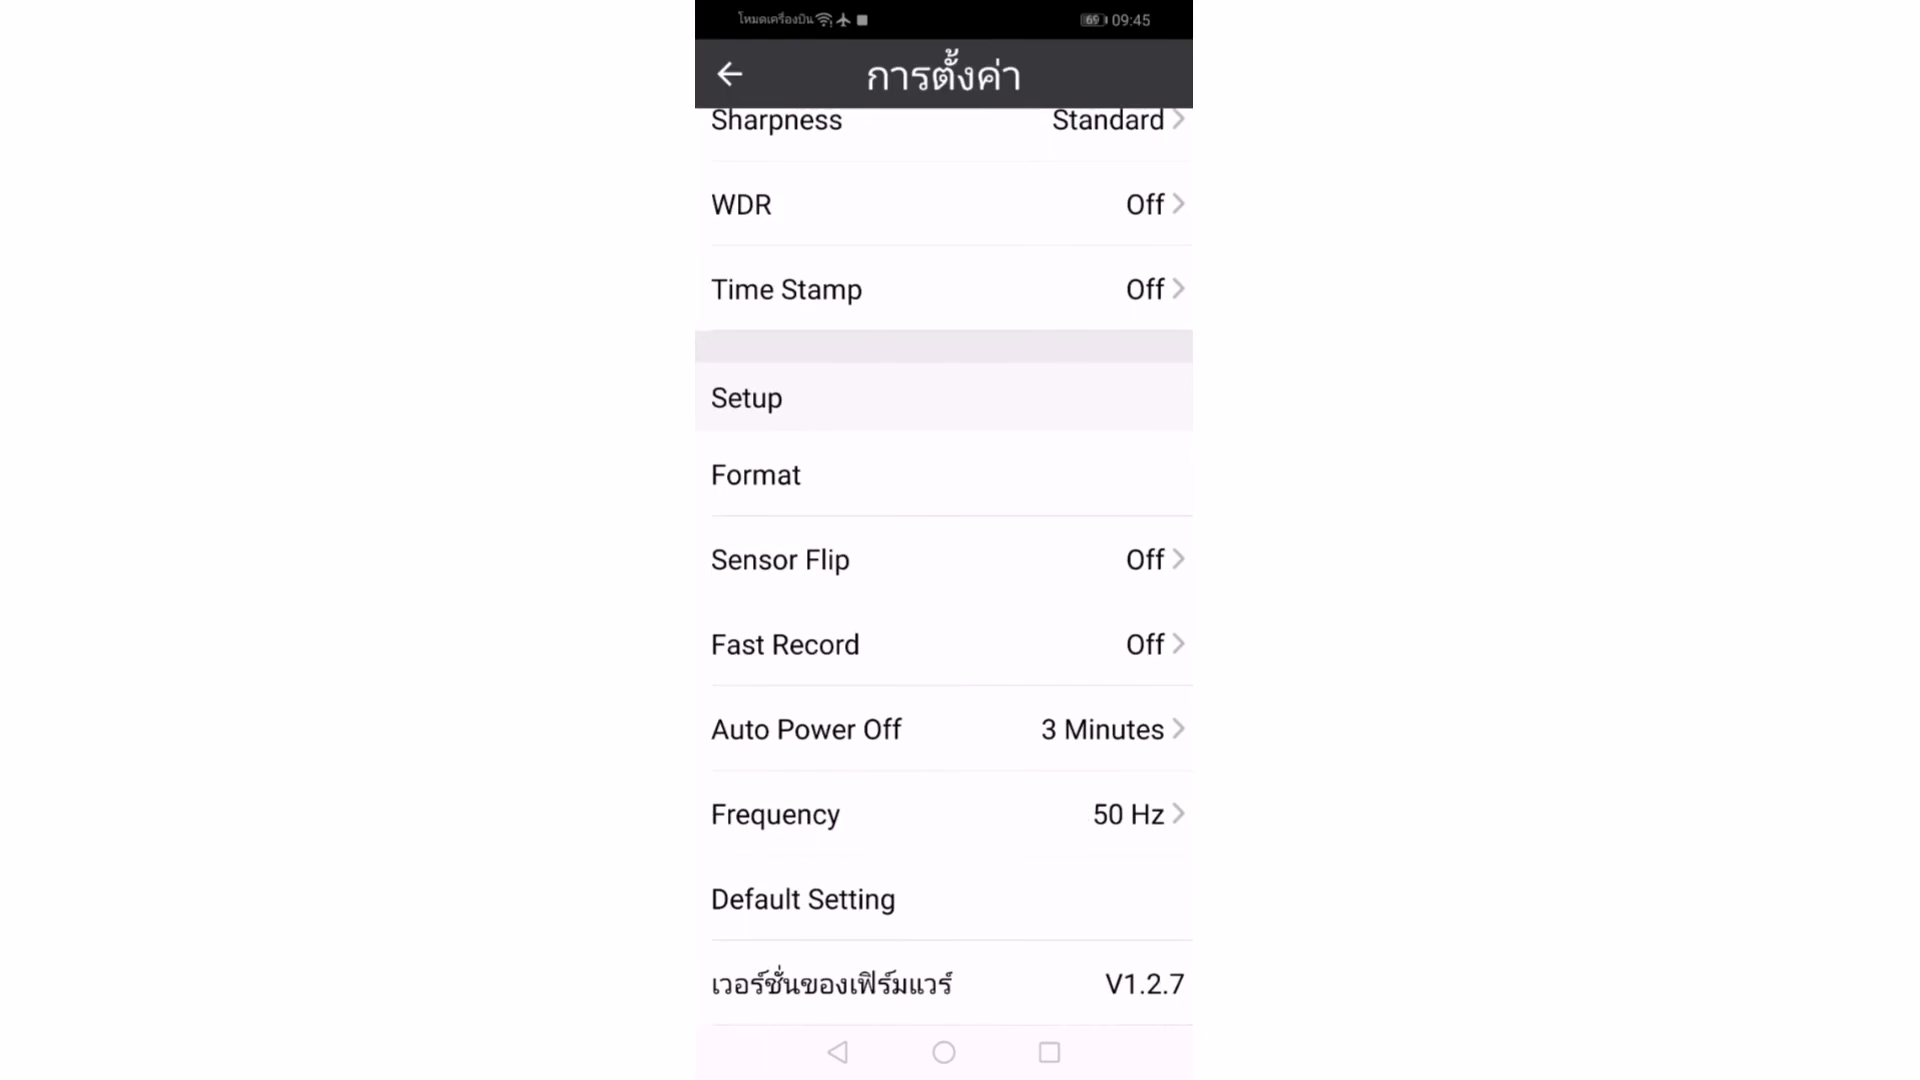 โหมดเครื่องบิน 69 09:45
การตั้งค่า
Sharpness Standard
WDR Off
Time Stamp Off
Setup
Format
Sensor Flip Off
Fast Record Off
Auto Power Off 3 Minutes
Frequency 50 Hz
Default Setting
เวอร์ชั่นของเฟิร์มแวร์ V1.2.7